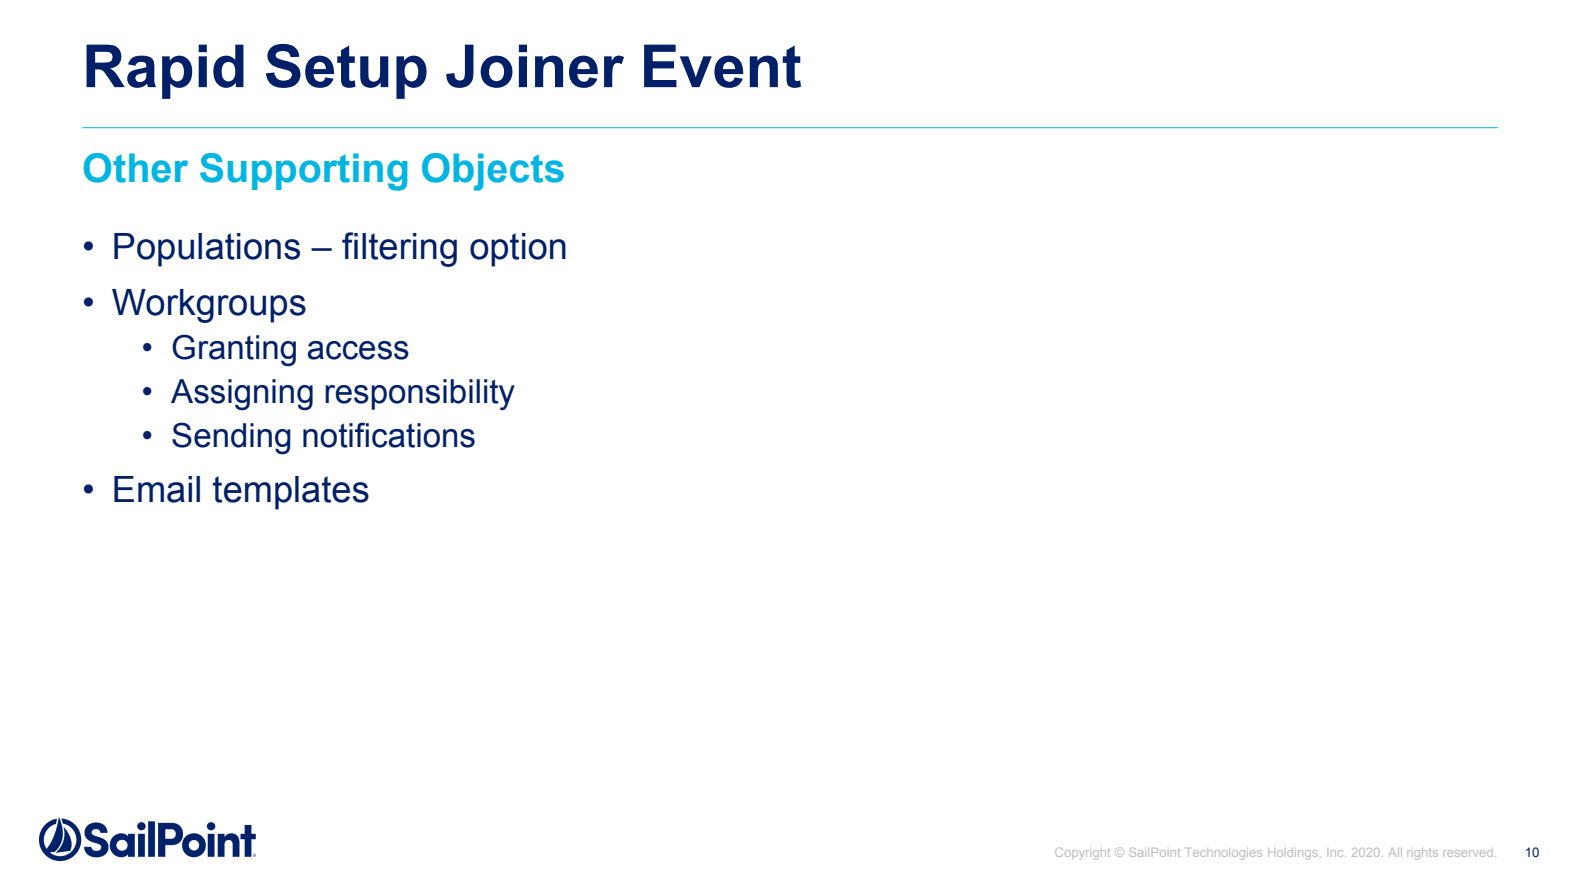 Rapid Setup Joiner Event
Other Supporting Objects
• Populations – filtering option
• Workgroups
• Granting access
• Assigning responsibility
• Sending notifications
• Email templates
SailPoint
Copyright © SailPoint Technologies Holdings, Inc. 2020. All rights reserved. 10